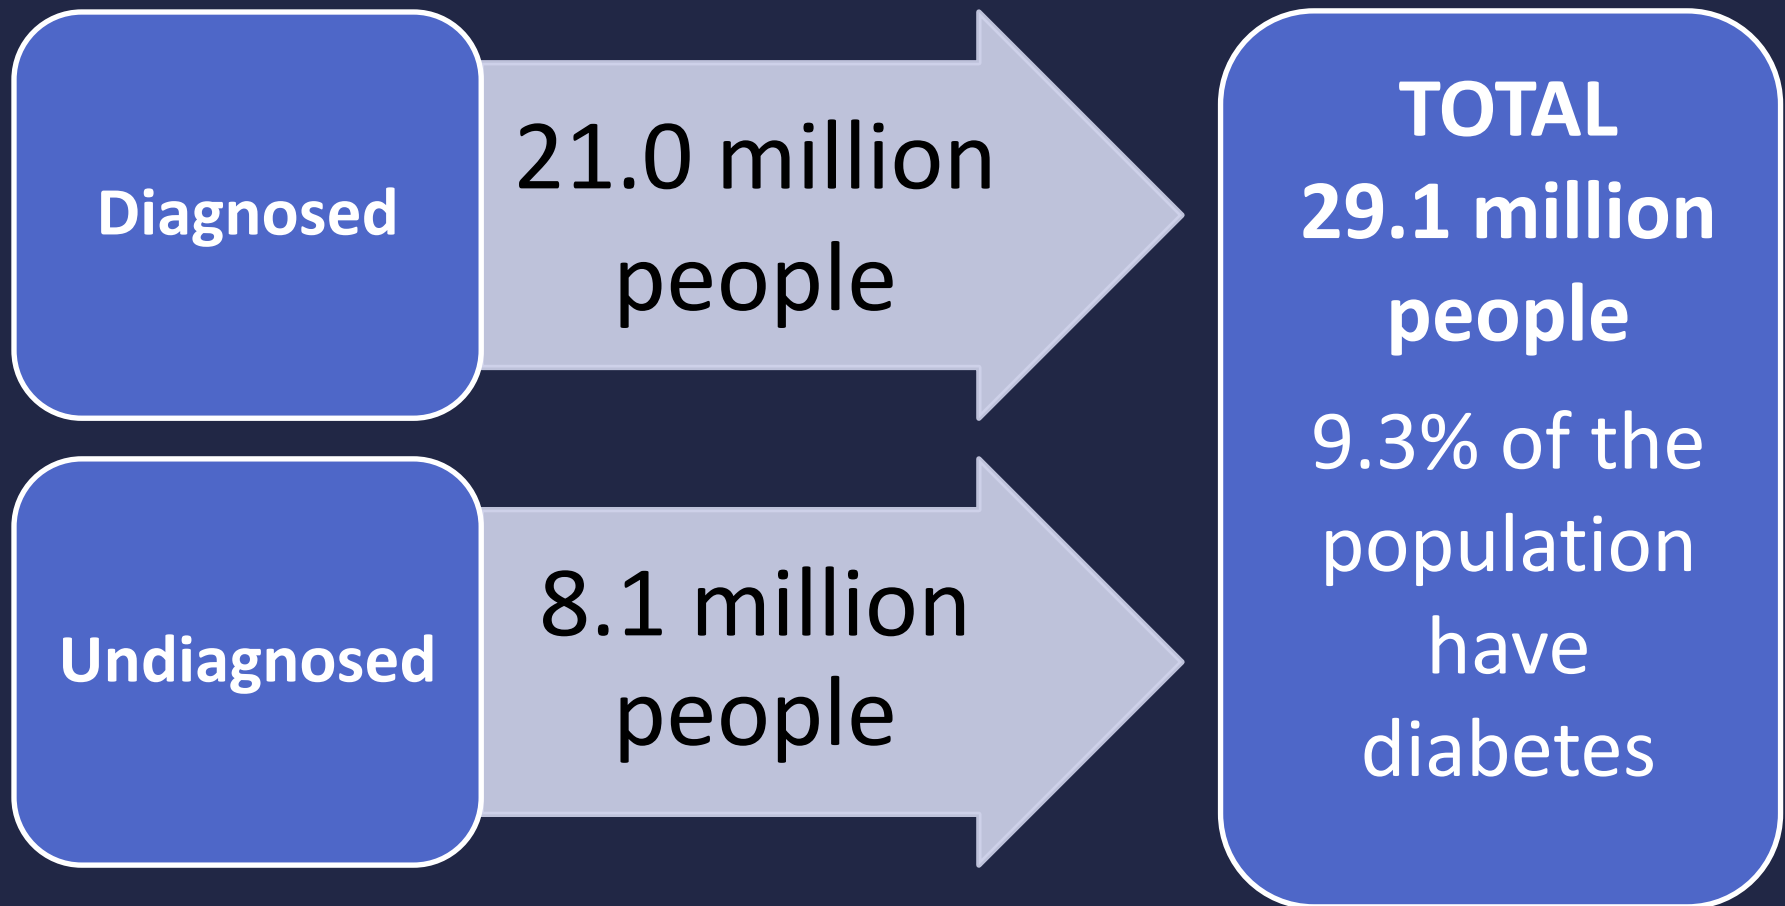 Diagnosed
21.0 million
people
Undiagnosed
8.1 million
people
TOTAL
29.1 million
people
9.3% of the
population
have
diabetes